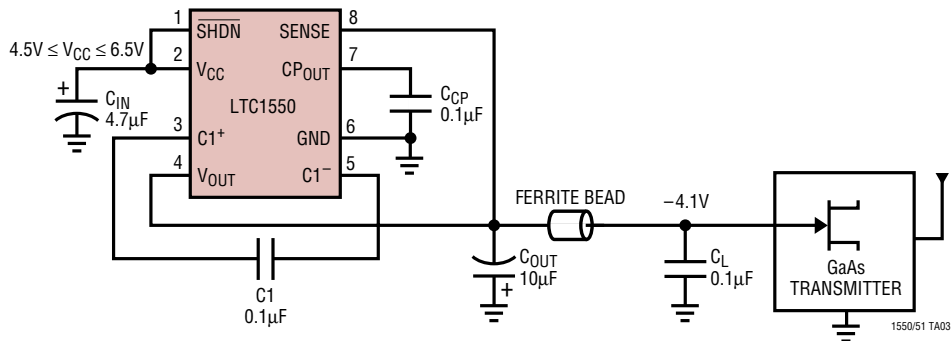 1
8
S̅H̅D̅N̅
SENSE
4.5V ≤ VCC ≤ 6.5V
2
7
VCC
CPOUT
+
CIN
4.7µF
LTC1550
CCP
0.1µF
3
6
C1+
GND
4
5
VOUT
C1−
FERRITE BEAD
−4.1V
COUT
10µF
+
CL
0.1µF
GaAs
TRANSMITTER
C1
0.1µF
1550/51 TA03